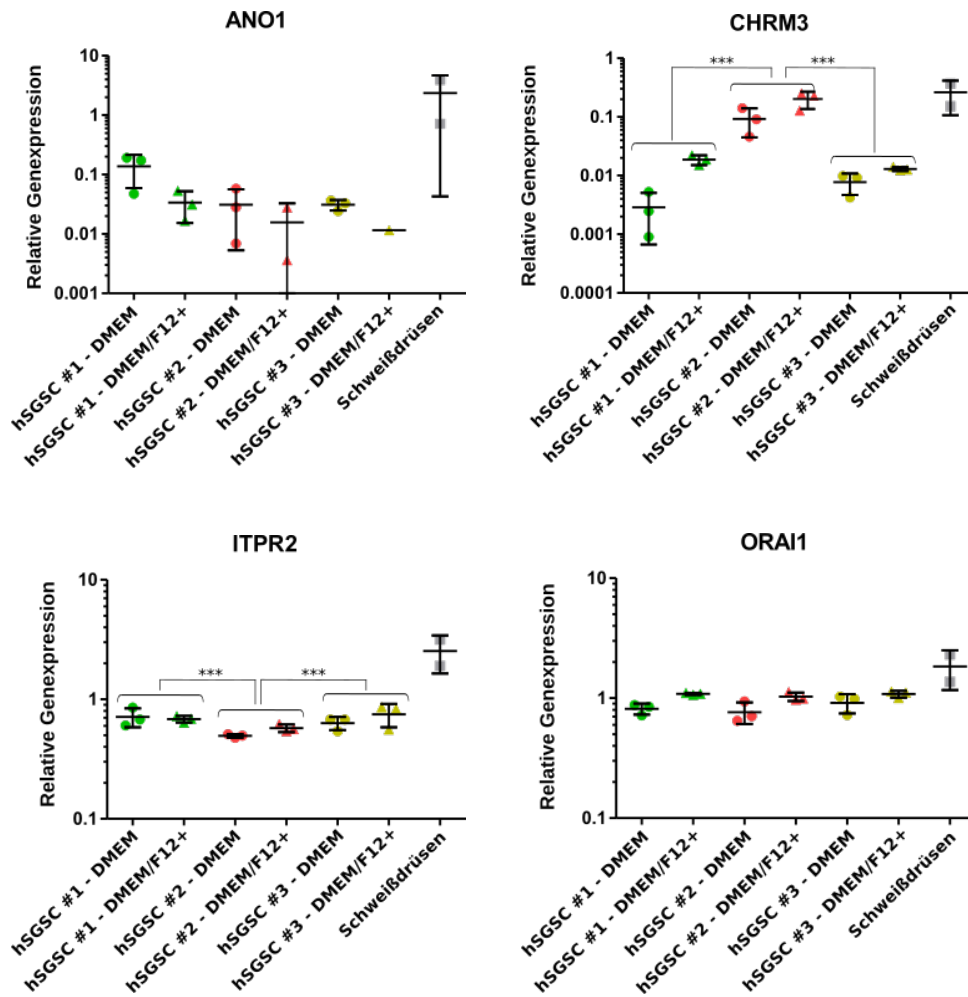 ANO1
Relative Genexpression
10
1
0.1
0.01
0.001
hSGSC #1 - DMEM
hSGSC #1 - DMEM/F12+
hSGSC #2 - DMEM
hSGSC #2 - DMEM/F12+
hSGSC #3 - DMEM
hSGSC #3 - DMEM/F12+
Schweißdrüsen
CHRM3
Relative Genexpression
1
0.1
0.01
0.001
0.0001
*** ***
hSGSC #1 - DMEM
hSGSC #1 - DMEM/F12+
hSGSC #2 - DMEM
hSGSC #2 - DMEM/F12+
hSGSC #3 - DMEM
hSGSC #3 - DMEM/F12+
Schweißdrüsen
ITPR2
Relative Genexpression
10
1
0.1
*** ***
hSGSC #1 - DMEM
hSGSC #1 - DMEM/F12+
hSGSC #2 - DMEM
hSGSC #2 - DMEM/F12+
hSGSC #3 - DMEM
hSGSC #3 - DMEM/F12+
Schweißdrüsen
ORAI1
Relative Genexpression
10
1
0.1
hSGSC #1 - DMEM
hSGSC #1 - DMEM/F12+
hSGSC #2 - DMEM
hSGSC #2 - DMEM/F12+
hSGSC #3 - DMEM
hSGSC #3 - DMEM/F12+
Schweißdrüsen